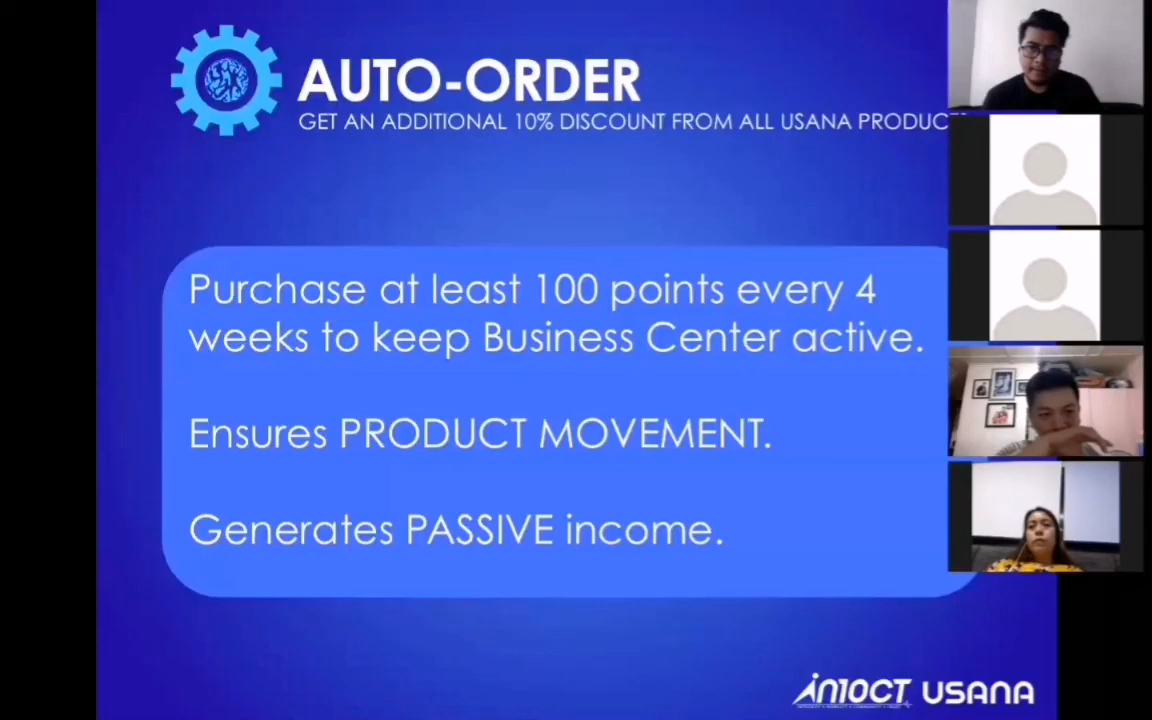 AUTO-ORDER
GET AN ADDITIONAL 10% DISCOUNT FROM ALL USANA
Purchase at least 100 points every 4
weeks to keep Business Center active.
Ensures PRODUCT MOVEMENT.
Generates PASSIVE income.
IN10CT USANA